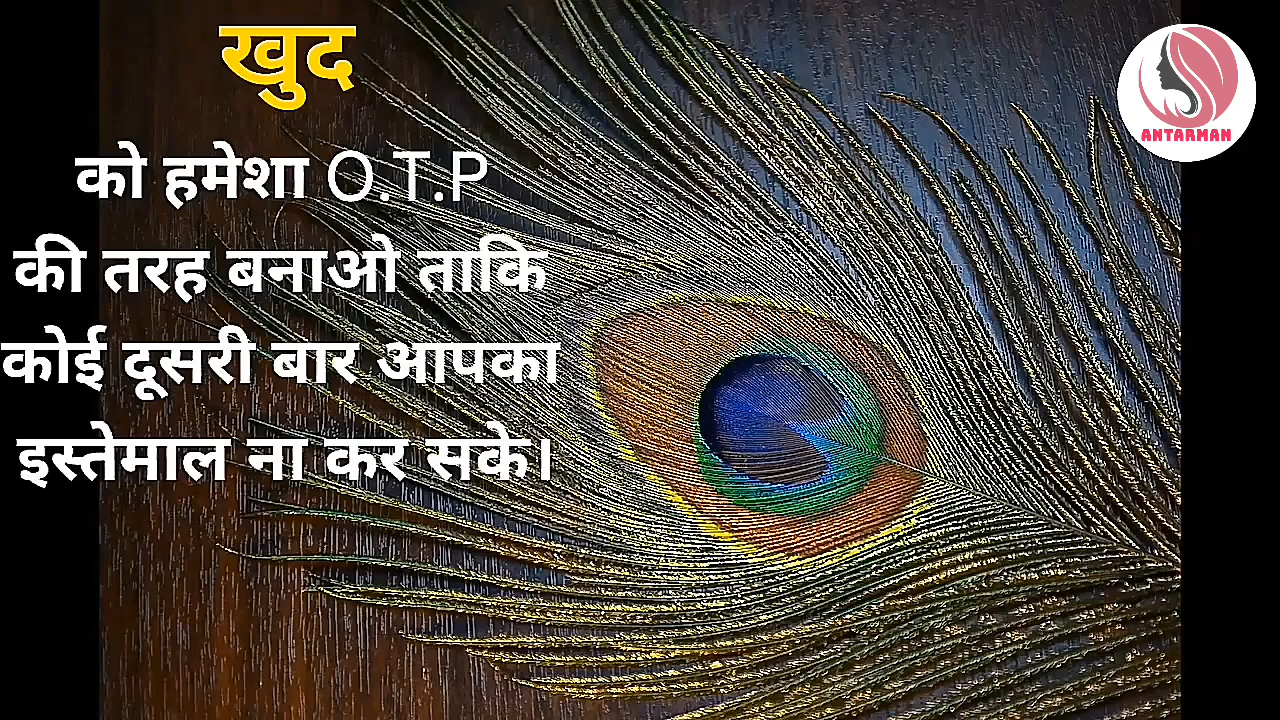 खुद
को हमेशा O.T.P
की तरह बनाओ ताकि
कोई दूसरी बार आपका
इस्तेमाल ना कर सके।
ANTARMAN